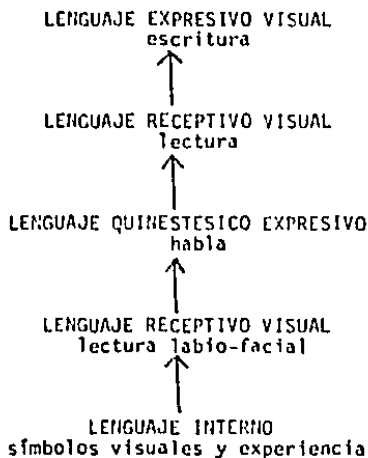 LENGUAJE EXPRESIVO VISUAL
escritura
LENGUAJE RECEPTIVO VISUAL
lectura
LENGUAJE QUINESTESICO EXPRESIVO
habla
LENGUAJE RECEPTIVO VISUAL
lectura labio-facial
LENGUAJE INTERNO
símbolos visuales y experiencia